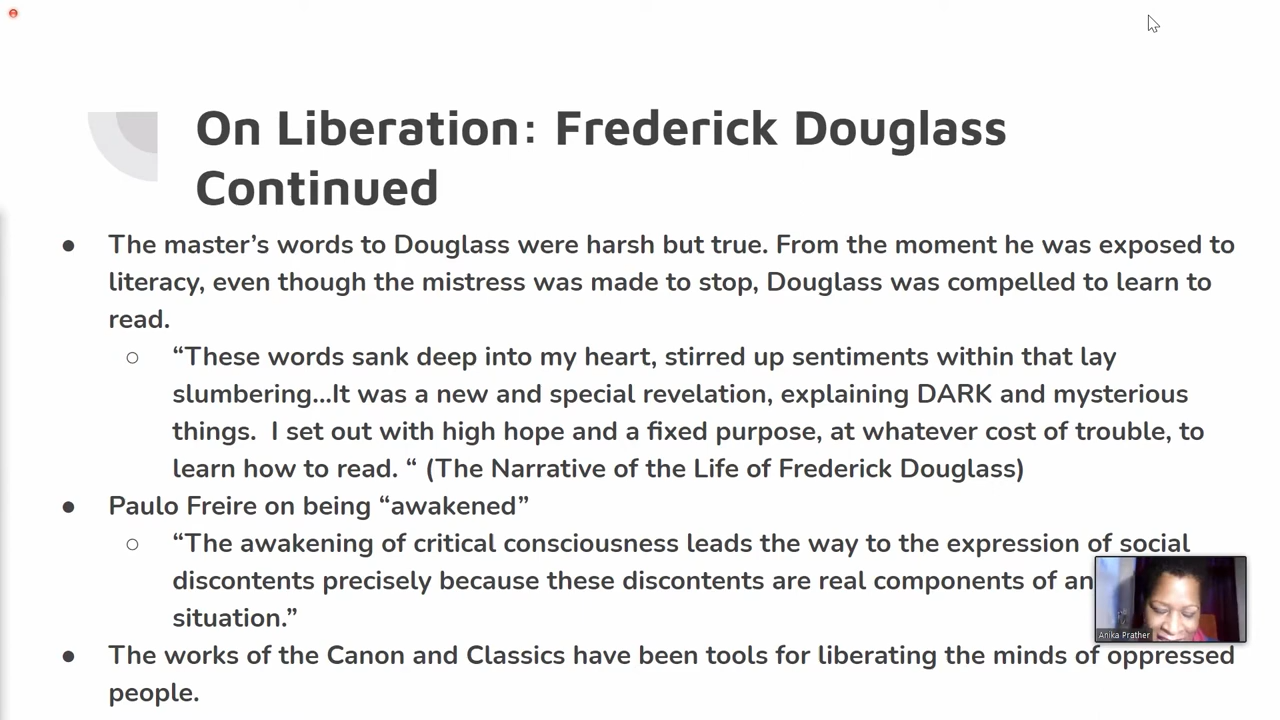 On Liberation: Frederick Douglass
Continued
● The master’s words to Douglass were harsh but true. From the moment he was exposed to
literacy, even though the mistress was made to stop, Douglass was compelled to learn to
read.
○ “These words sank deep into my heart, stirred up sentiments within that lay
slumbering...It was a new and special revelation, explaining DARK and mysterious
things.  I set out with high hope and a fixed purpose, at whatever cost of trouble, to
learn how to read. “ (The Narrative of the Life of Frederick Douglass)
● Paulo Freire on being “awakened”
○ “The awakening of critical consciousness leads the way to the expression of social
discontents precisely because these discontents are real components of an
situation.”
Anika Prather
● The works of the Canon and Classics have been tools for liberating the minds of oppressed
people.